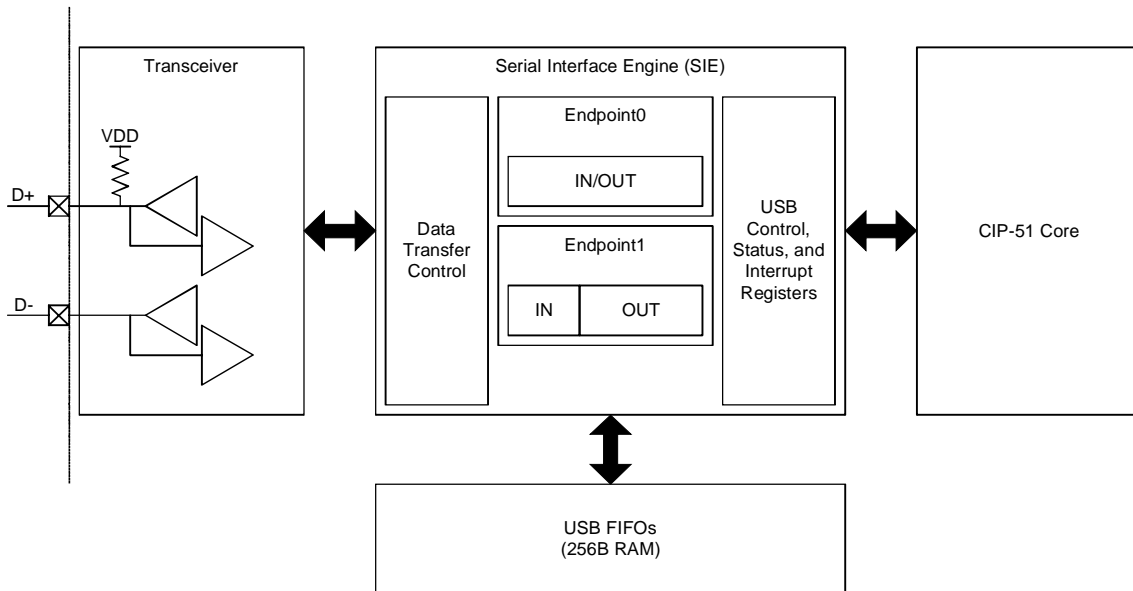 Transceiver
VDD
D+
D-
Serial Interface Engine (SIE)
Data
Transfer
Control
Endpoint0
IN/OUT
Endpoint1
IN
OUT
USB
Control,
Status, and
Interrupt
Registers
CIP-51 Core
USB FIFOs
(256B RAM)